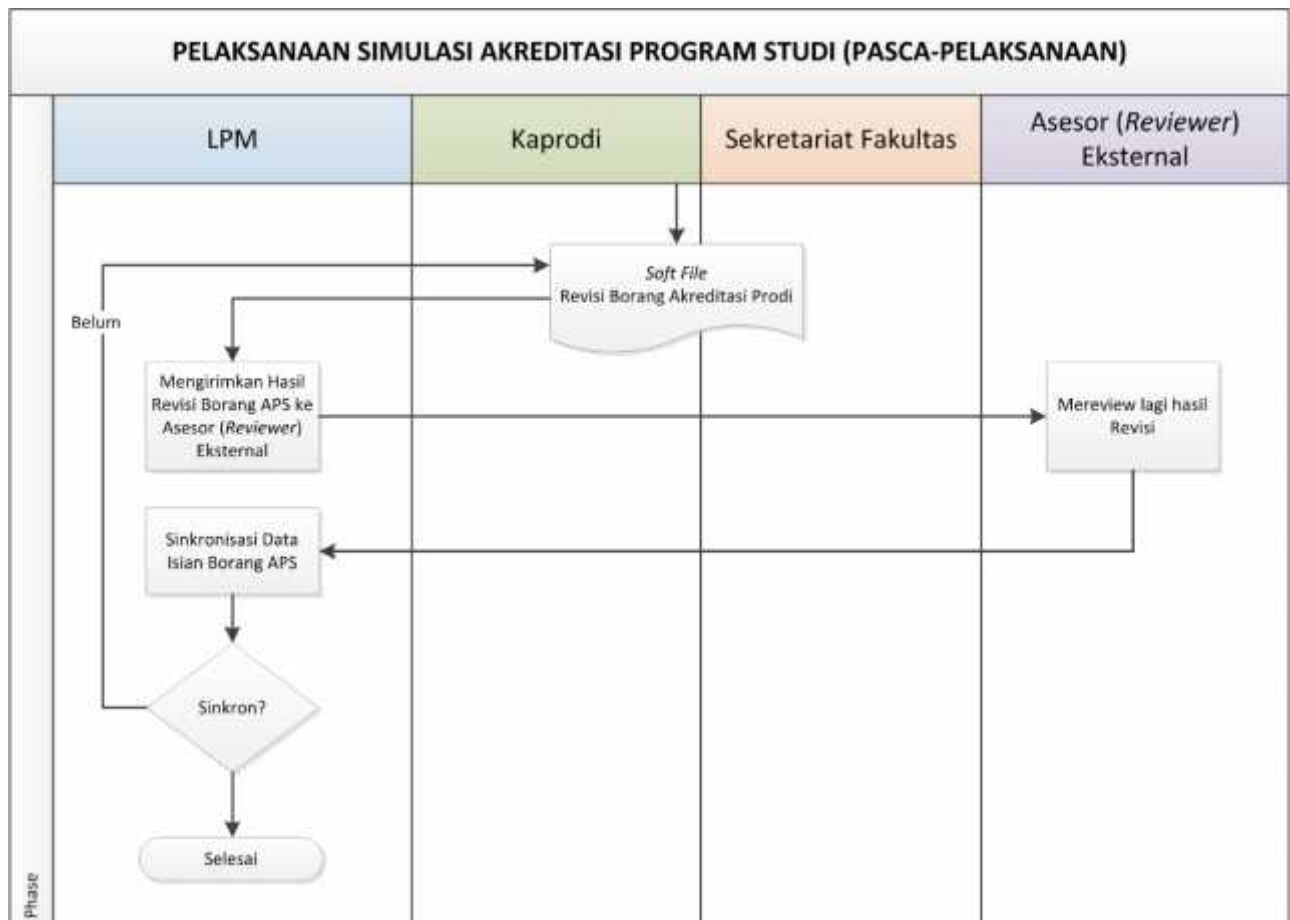 PELAKSANAAN SIMULASI AKREDITASI PROGRAM STUDI (PASCA-PELAKSANAAN)
LPM
Kaprodi
Sekretariat Fakultas
Asesor (Reviewer)
Eksternal
Soft File
Revisi Borang Akreditasi Prodi
Belum
Mengirimkan Hasil
Revisi Borang APS ke
Asesor (Reviewer)
Eksternal
Mereview lagi hasil
Revisi
Sinkronisasi Data
Isian Borang APS
Sinkron?
Selesai
Phase